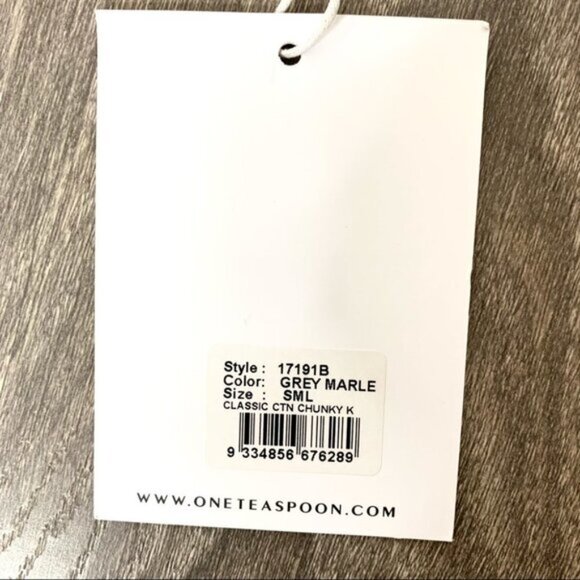 Style : 17191B
Color: GREY MARLE
Size : SML
CLASSIC CTN CHUNKY K
9 334856 676289
WWW.ONETEASPOON.COM